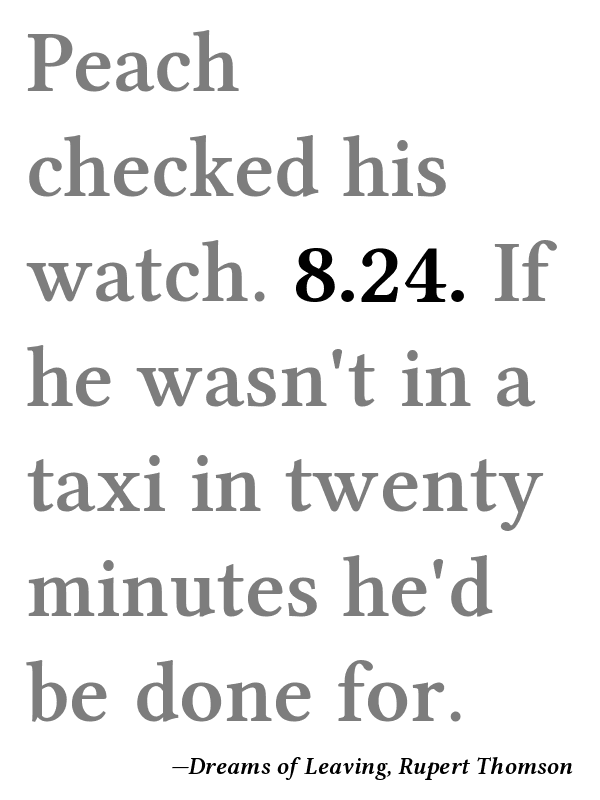 Peach
checked his
watch. 8.24. If
he wasn't in a
taxi in twenty
minutes he'd
be done for.
—Dreams of Leaving, Rupert Thomson